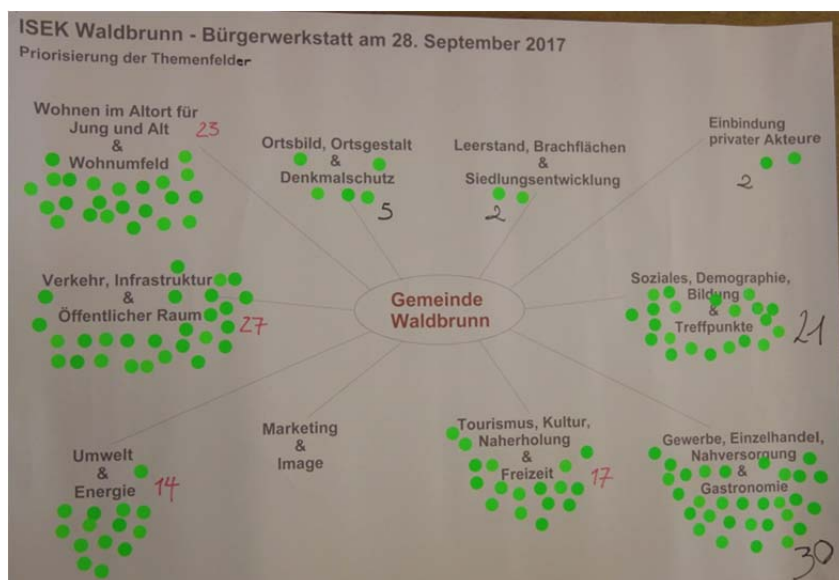 ISEK Waldbrunn - Bürgerwerkstatt am 28. September 2017
Priorisierung der Themenfelder
Wohnen im Altort für
Jung und Alt
&
Wohnumfeld
23
Ortsbild, Ortsgestalt
&
Denkmalschutz
5
Leerstand, Brachflächen
&
Siedlungsentwicklung
2
Einbindung
privater Akteure
2
Verkehr, Infrastruktur
&
Öffentlicher Raum
27
Gemeinde
Waldbrunn
Soziales, Demographie,
Bildung
&
Treffpunkte
21
Umwelt
&
Energie
14
Marketing
&
Image
Tourismus, Kultur,
Naherholung
&
Freizeit
17
Gewerbe, Einzelhandel,
Nahversorgung
&
Gastronomie
30